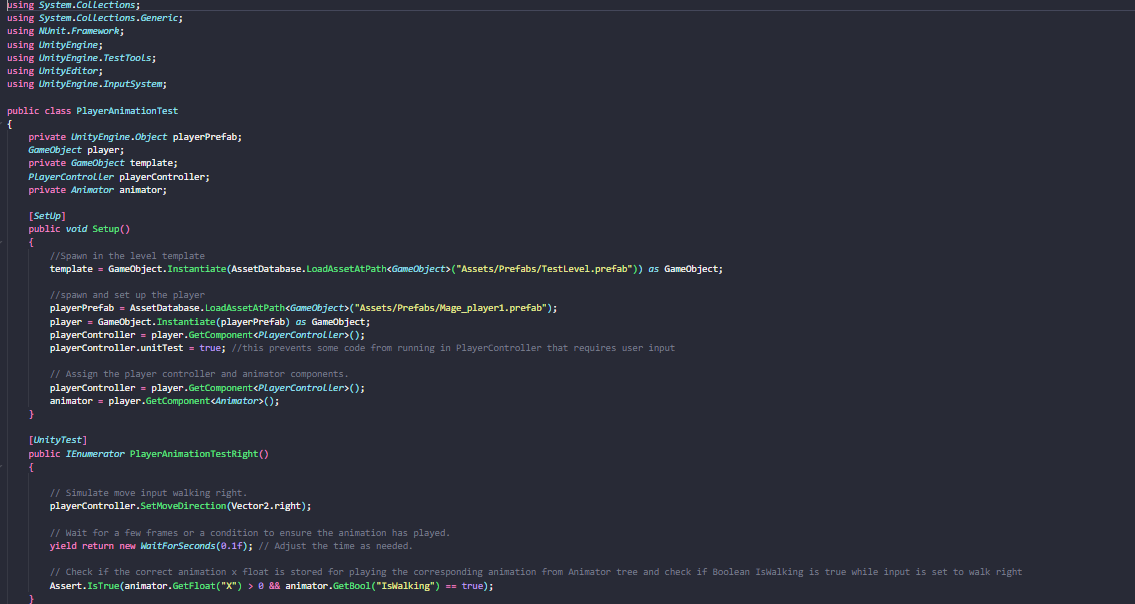 using System.Collections;
using System.Collections.Generic;
using NUnit.Framework;
using UnityEngine;
using UnityEngine.TestTools;
using UnityEditor;
using UnityEngine.InputSystem;
public class PlayerAnimationTest
{
private UnityEngine.Object playerPrefab;
GameObject player;
private GameObject template;
PlayerController playerController;
private Animator animator;
[SetUp]
public void Setup()
{
//Spawn in the level template
template = GameObject.Instantiate(AssetDatabase.LoadAssetAtPath<GameObject>("Assets/Prefabs/TestLevel.prefab")) as GameObject;
//spawn and set up the player
playerPrefab = AssetDatabase.LoadAssetAtPath<GameObject>("Assets/Prefabs/Mage_player1.prefab");
player = GameObject.Instantiate(playerPrefab) as GameObject;
playerController = player.GetComponent<PlayerController>();
playerController.unitTest = true; //this prevents some code from running in PlayerController that requires user input
// Assign the player controller and animator components.
playerController = player.GetComponent<PlayerController>();
animator = player.GetComponent<Animator>();
}
[UnityTest]
public IEnumerator PlayerAnimationTestRight()
{
// Simulate move input walking right.
playerController.SetMoveDirection(Vector2.right);
// Wait for a few frames or a condition to ensure the animation has played.
yield return new WaitForSeconds(0.1f); // Adjust the time as needed.
// Check if the correct animation x float is stored for playing the corresponding animation from Animator tree and check if Boolean IsWalking is true while input is set to walk right
Assert.IsTrue(animator.GetFloat("X") > 0 && animator.GetBool("IsWalking") == true);
}